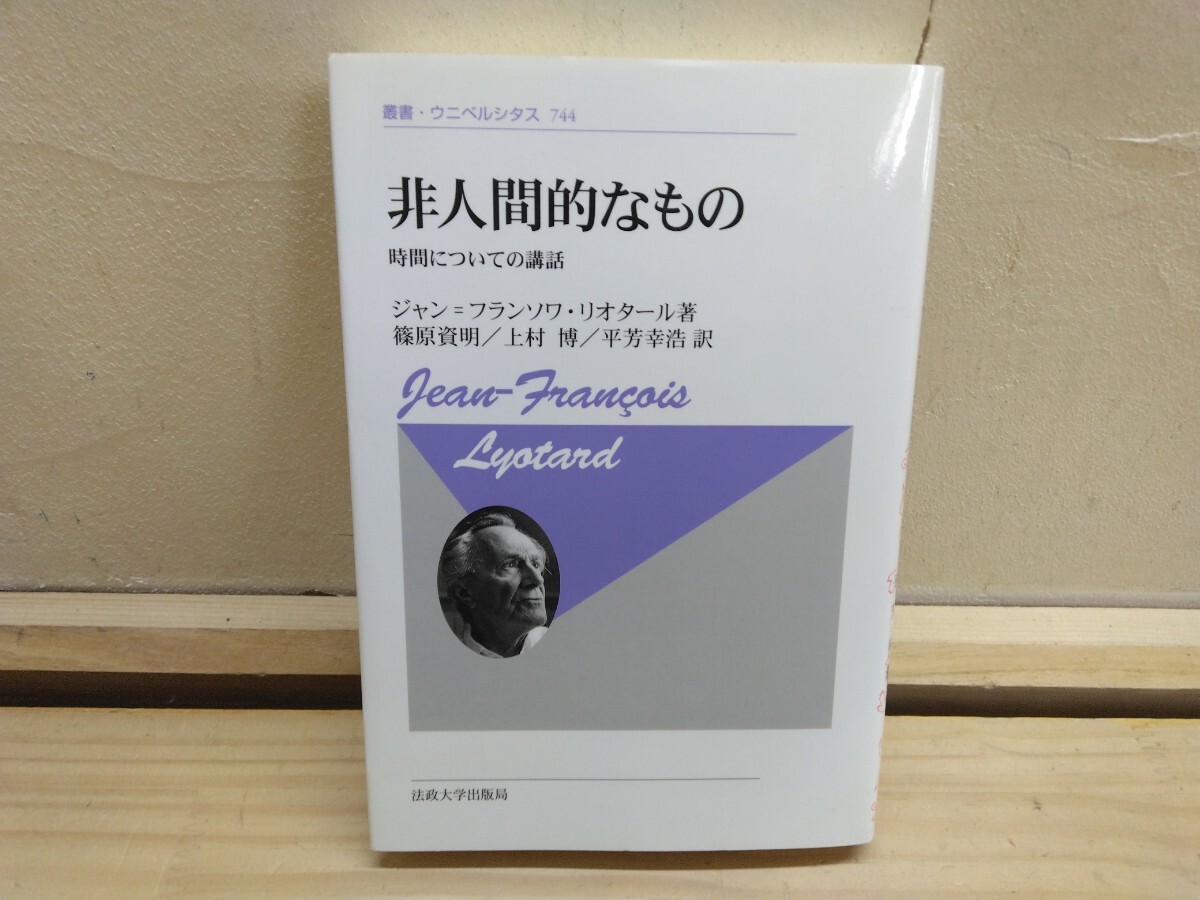 叢書・ウニベルシタス 744
非人間的なもの
時間についての講話
ジャン=フランソワ・リオタール著
篠原資明／上村 博／平芳幸浩 訳
Jean-François
Lyotard
法政大学出版局